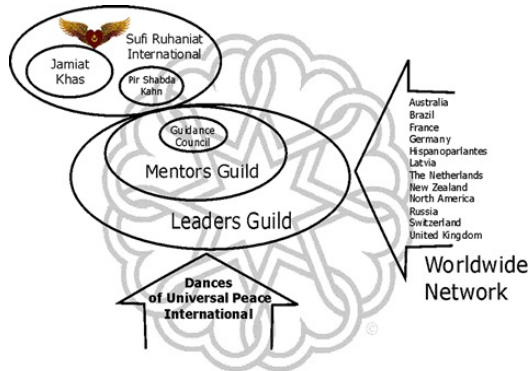 Sufi Ruhaniat
International
Jamiat
Khas
Pir Shabda
Kahn
Guidance
Council
Mentors Guild
Leaders Guild
Dances
of Universal Peace
International
Australia
Brazil
France
Germany
Hispanoparlantes
Latvia
The Netherlands
New Zealand
North America
Russia
Switzerland
United Kingdom
Worldwide
Network
©